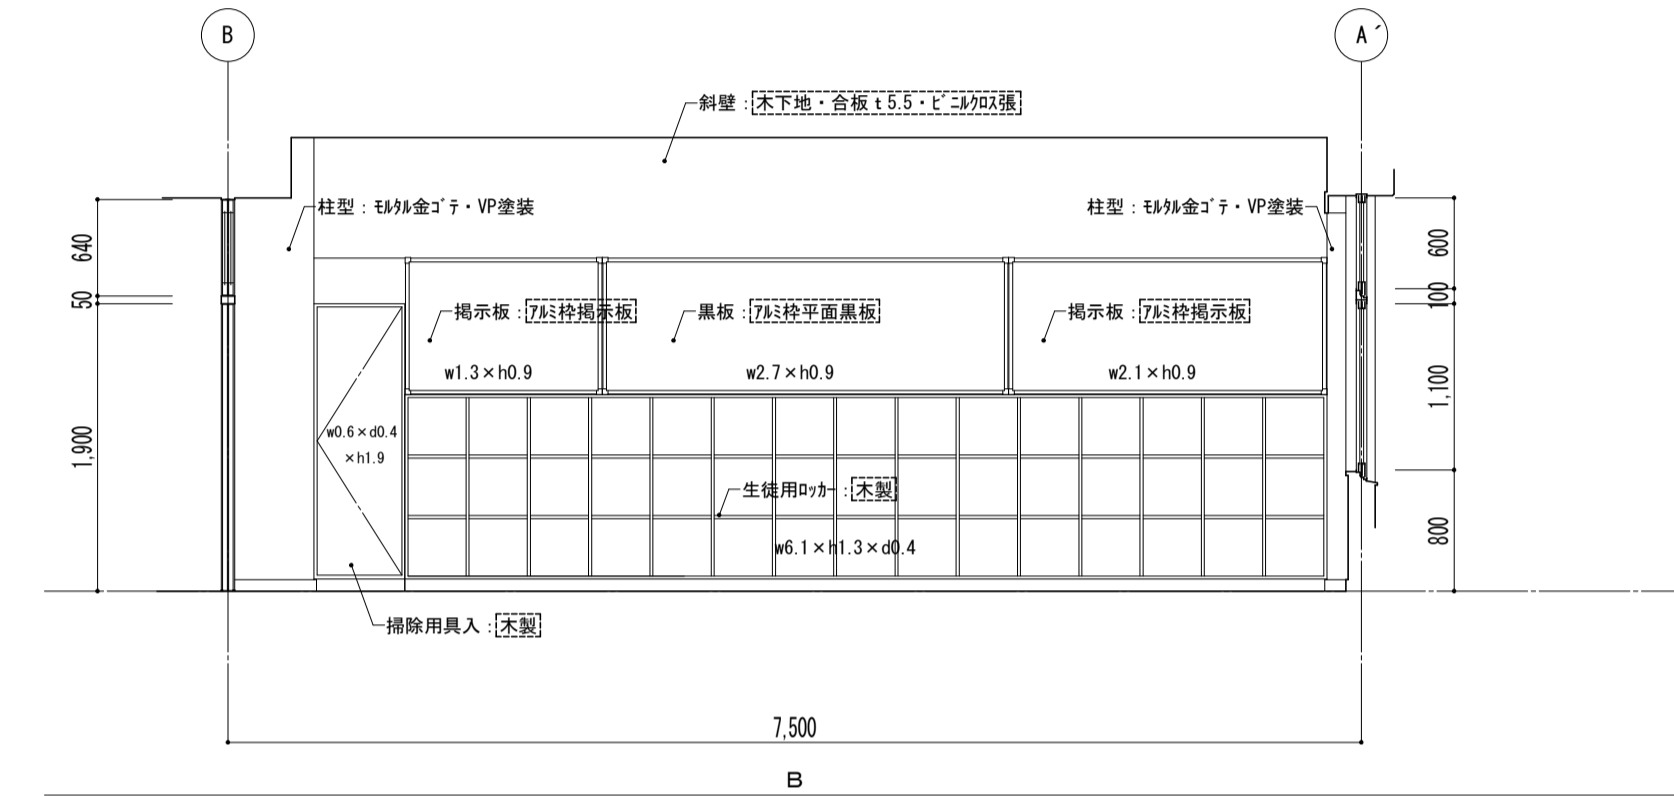 B
A´
斜壁：木下地・合板ｔ5.5・ﾋﾞﾆﾙｸﾛｽ張
柱型：ﾓﾙﾀﾙ金ｺﾞﾃ・VP塗装
柱型：ﾓﾙﾀﾙ金ｺﾞﾃ・VP塗装
640
50
1,900
600
100
1,100
800
掲示板：ｱﾙﾐ枠掲示板
黒板：ｱﾙﾐ枠平面黒板
掲示板：ｱﾙﾐ枠掲示板
w1.3×h0.9
w2.7×h0.9
w2.1×h0.9
w0.6×d0.4
×h1.9
生徒用ﾛｯｶｰ：木製
w6.1×h1.3×d0.4
掃除用具入：木製
7,500
B